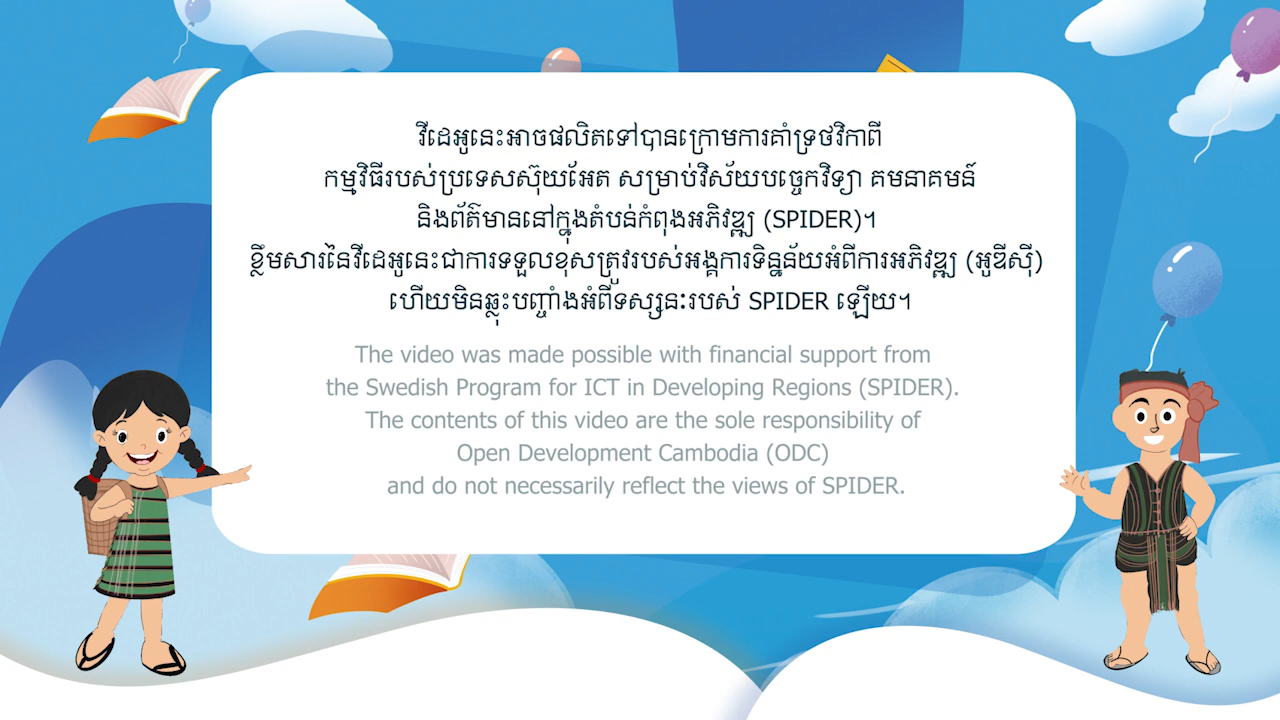 វីដេអូនេះអាចផលិតទៅបានក្រោមការគាំទ្រថវិកាពី
កម្មវិធីរបស់ប្រទេសស៊ុយអែត សម្រាប់វិស័យបច្ចេកវិទ្យា គមនាគមន៍
និងព័ត៌មាននៅក្នុងតំបន់កំពុងអភិវឌ្ឍ (SPIDER)។
ខ្លឹមសារនៃវីដេអូនេះជាការទទួលខុសត្រូវរបស់អង្គការទិន្នន័យអំពីការអភិវឌ្ឍ (អូឌីស៊ី)
ហើយមិនឆ្លុះបញ្ចាំងអំពីទស្សនៈរបស់ SPIDER ឡើយ។
The video was made possible with financial support from
the Swedish Program for ICT in Developing Regions (SPIDER).
The contents of this video are the sole responsibility of
Open Development Cambodia (ODC)
and do not necessarily reflect the views of SPIDER.